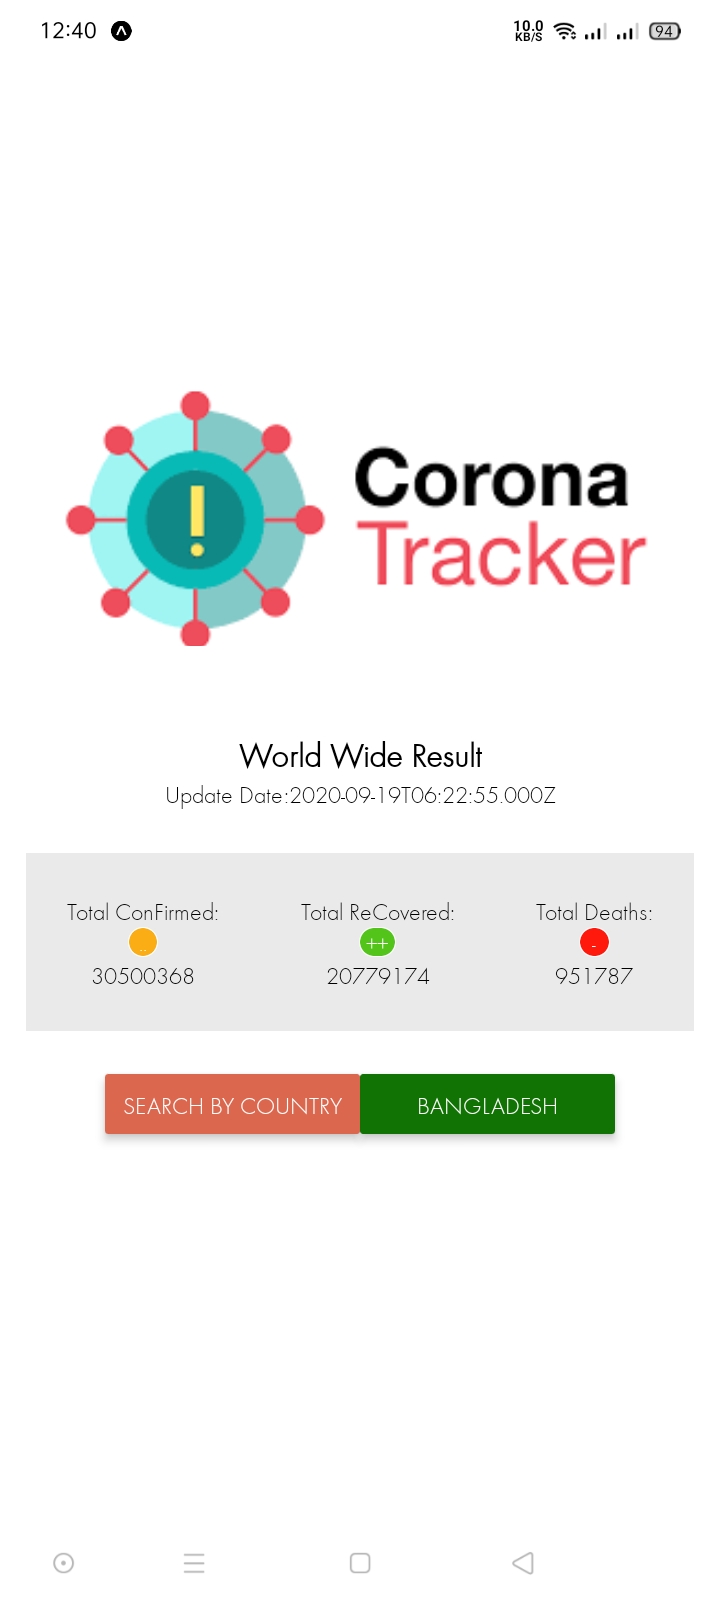 12:40
10.0
KB/S
94
Corona
Tracker
World Wide Result
Update Date:2020-09-19T06:22:55.000Z
Total ConFirmed: Total ReCovered: Total Deaths:
.. ++ -
30500368 20779174 951787
SEARCH BY COUNTRY BANGLADESH